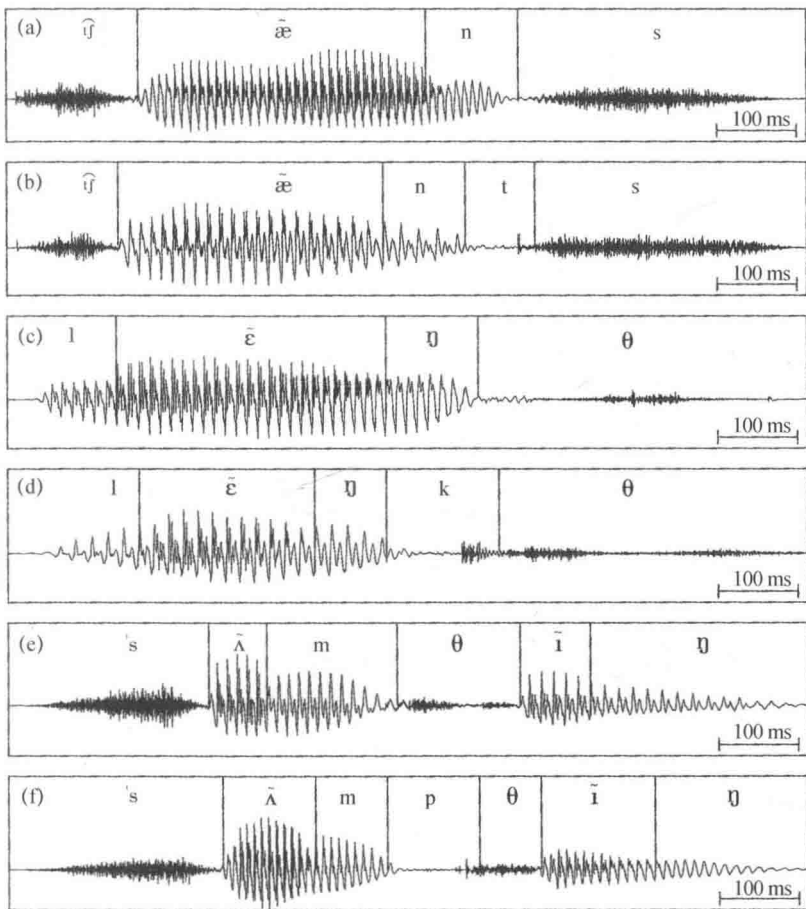 (a) t͡ʃ æ̃ n s
100 ms
(b) t͡ʃ æ̃ n t s
100 ms
(c) l ɛ̃ ŋ θ
100 ms
(d) l ɛ̃ ŋ k θ
100 ms
(e) ˈs ʌ̃ m θ ɪ̃ ŋ
100 ms
(f) ˈs ʌ̃ m p θ ɪ̃ ŋ
100 ms